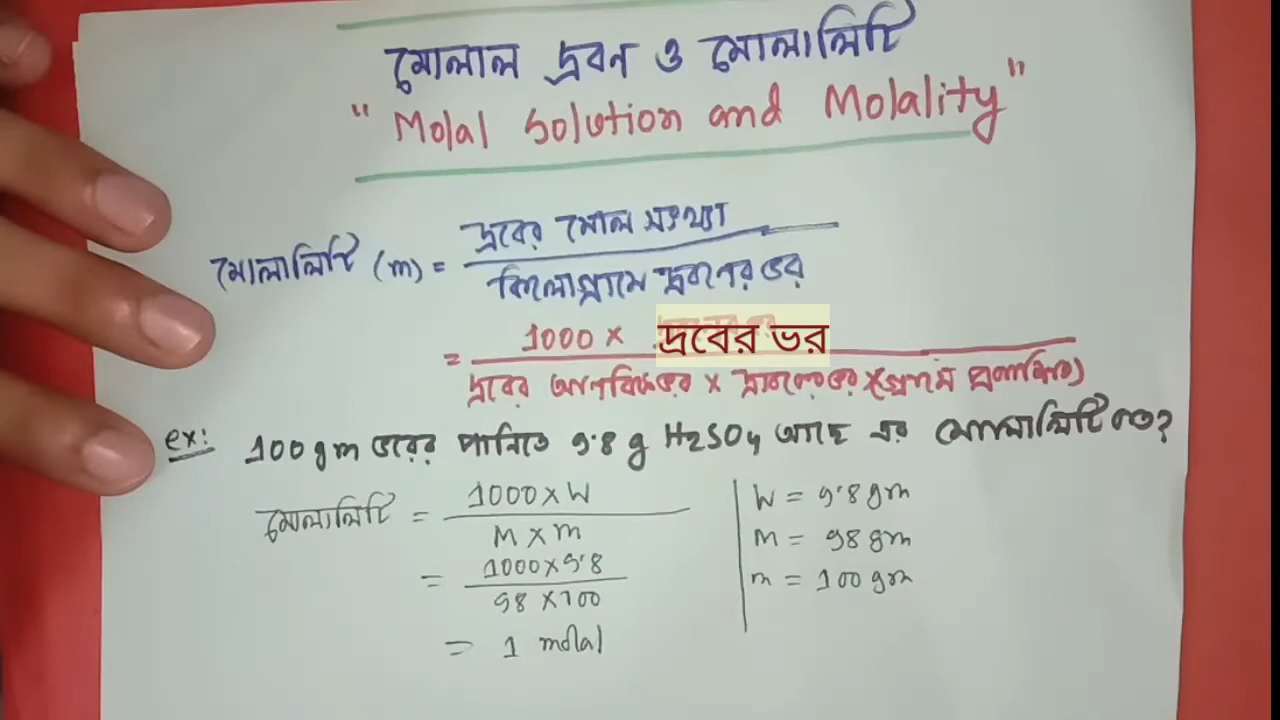 মোলাল দ্রবন ও মোলালিটি
"Molal Solution and Molality"
মোলালিটি (m) = দ্রবের মোল সংখ্যা
কিলোগ্রামে দ্রবণের ভর
= 1000 × দ্রবের ভর
দ্রবের আণবিক ভর × দ্রাবকের ভর (গ্রামে প্রকাশিত)
ex: 100 gm ভরের পানিতে 9.8 g H₂SO₄ আছে এর মোলালিটি কত?
মোলালিটি = 1000 × W
M × m
= 1000 × 9.8
98 × 100
= 1 molal
W = 9.8 gm
M = 98 gm
m = 100 gm